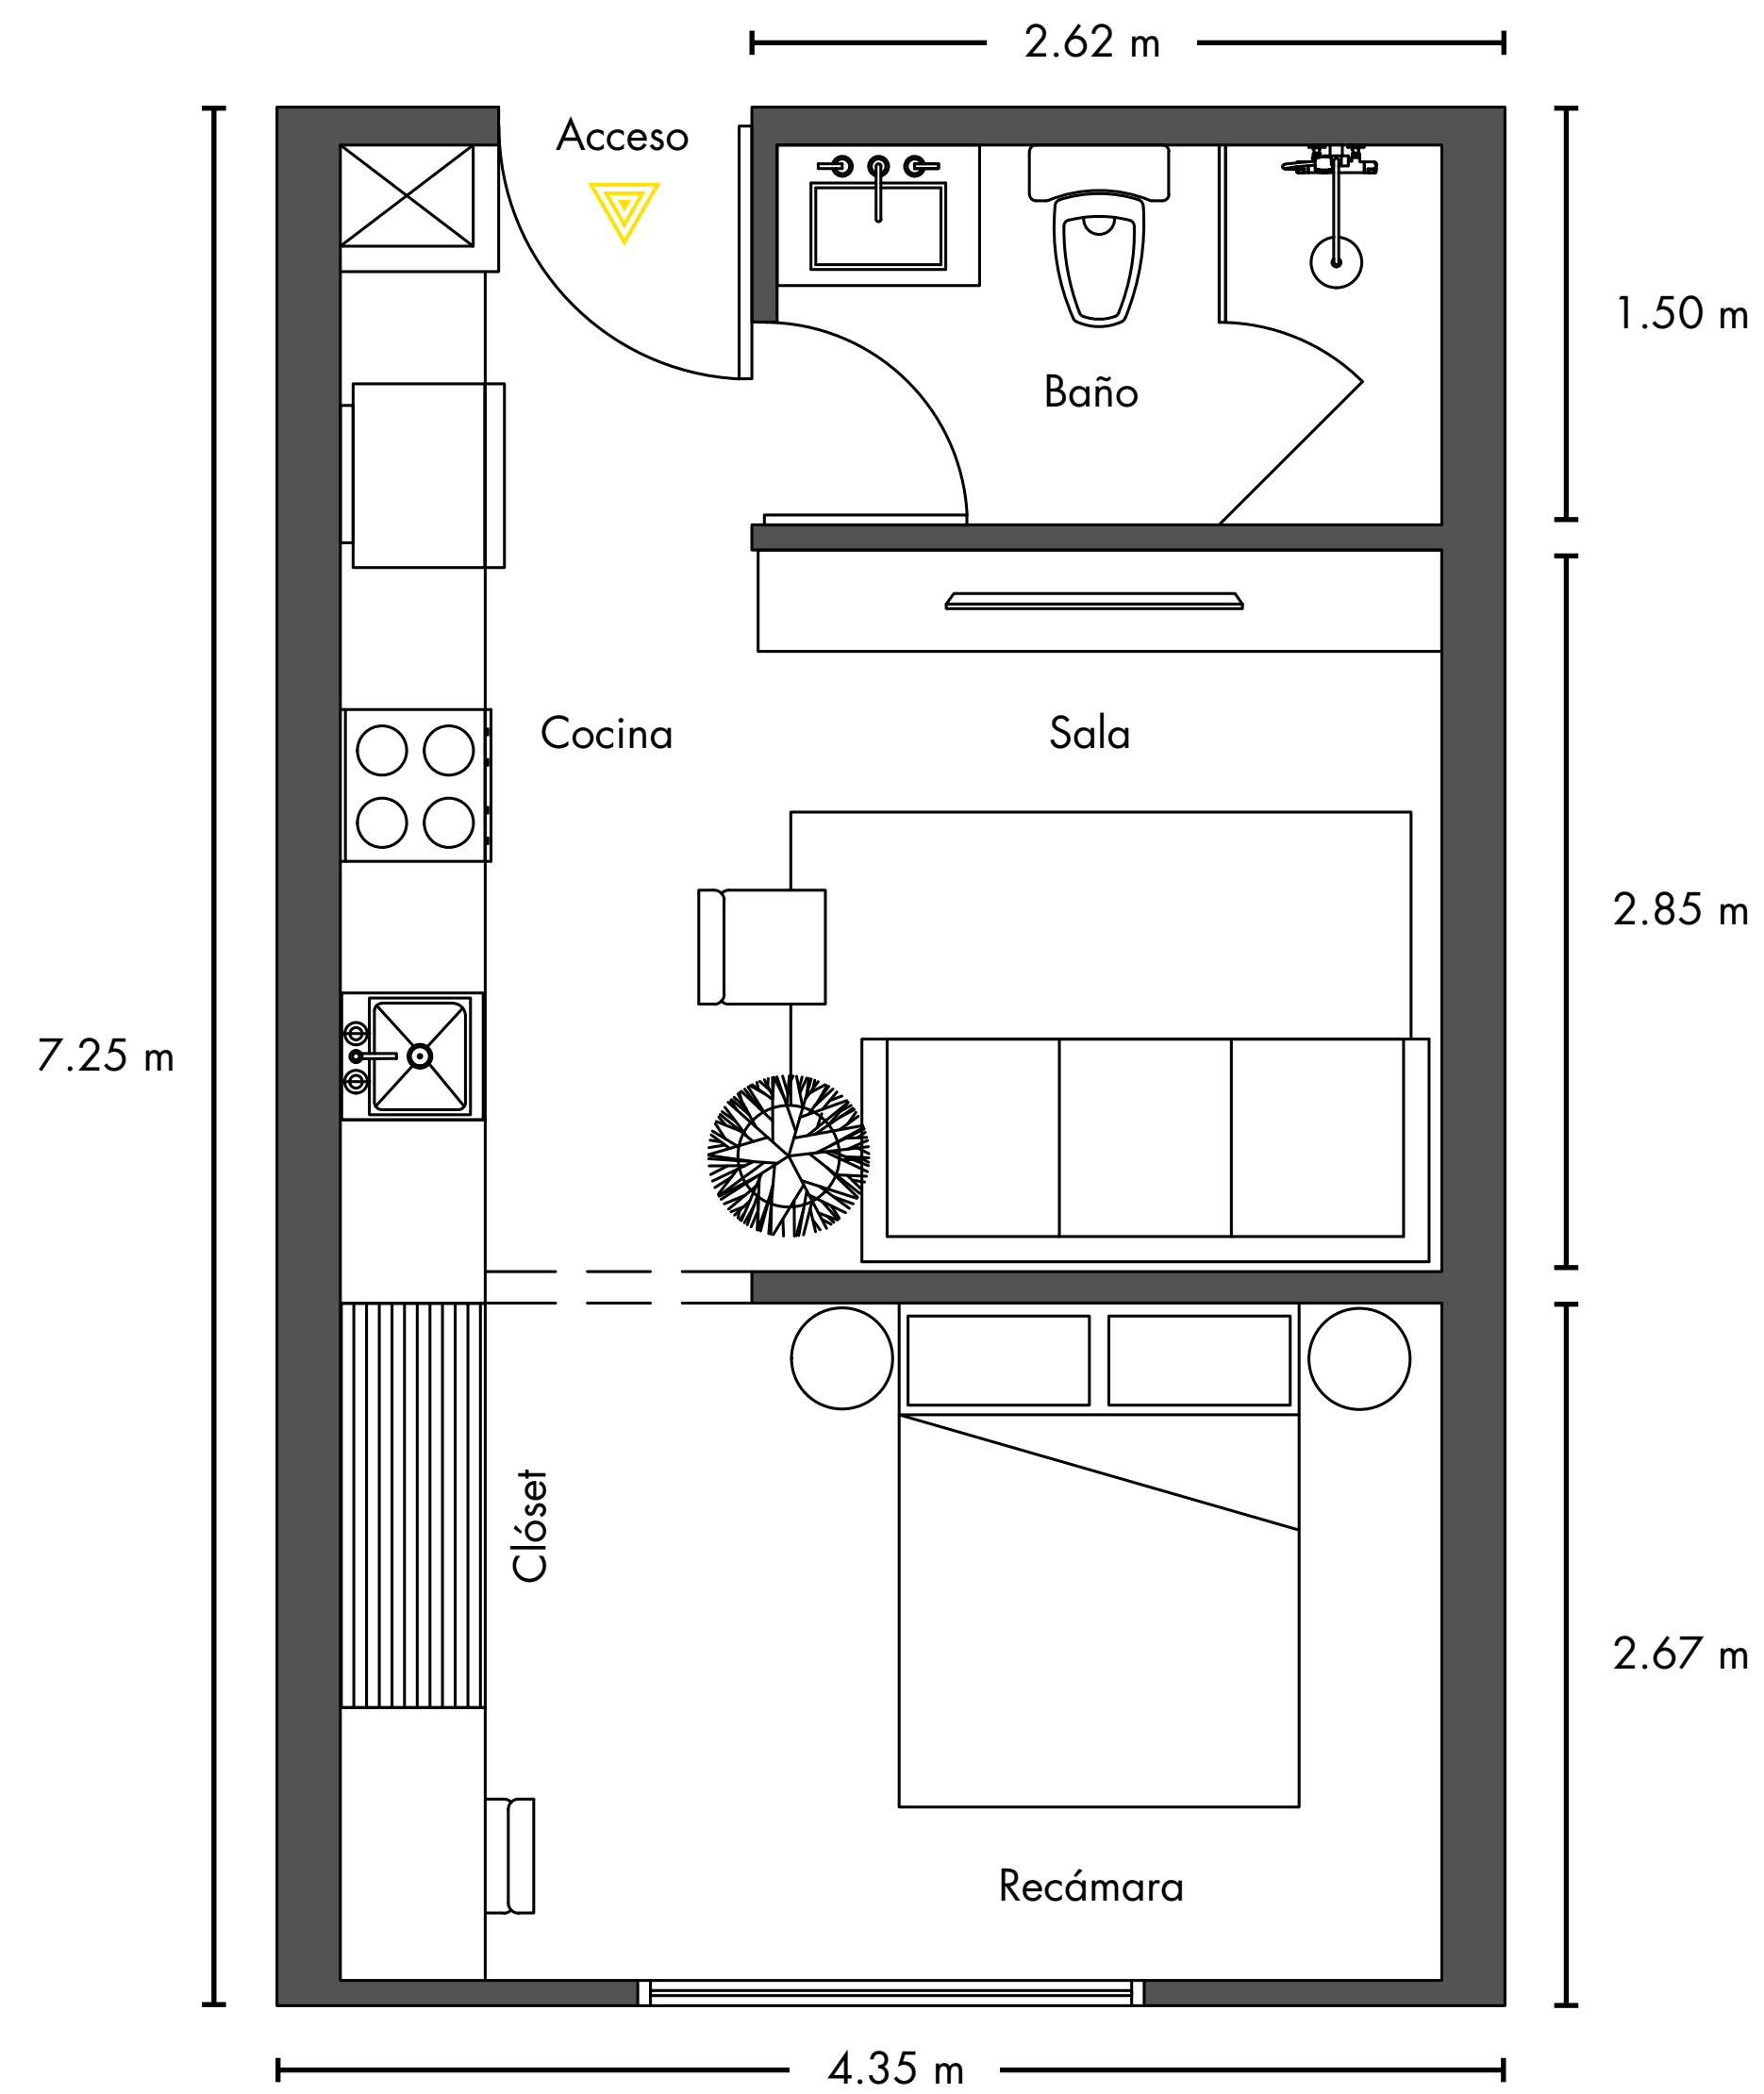 2.62 m
Acceso
1.50 m
Baño
Cocina
Sala
2.85 m
7.25 m
Clóset
2.67 m
Recámara
4.35 m